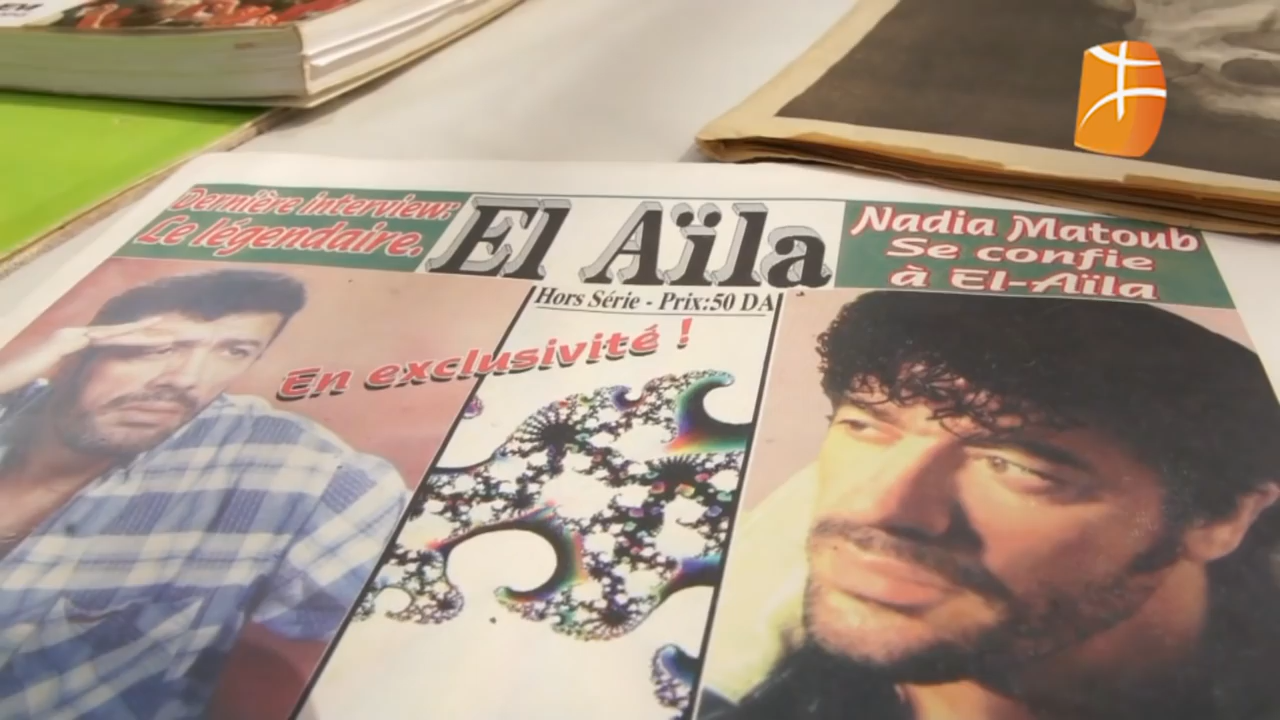 Dernière interview:
Le légendaire.
El Aïla
Hors Série - Prix:50 DA
Nadia Matoub
Se confie
à El-Aïla
En exclusivité !